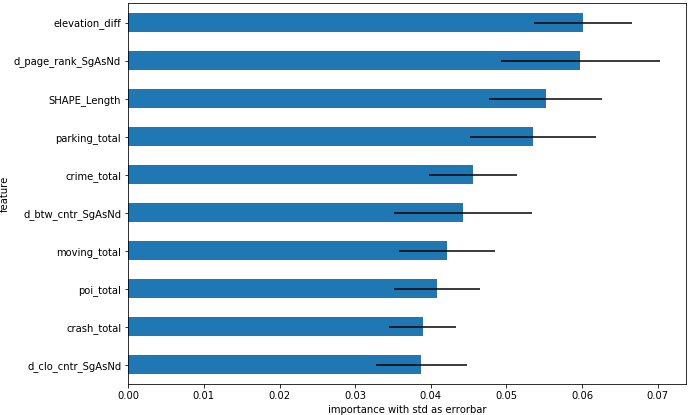 elevation_diff
d_page_rank_SgAsNd
SHAPE_Length
parking_total
crime_total
d_btw_cntr_SgAsNd
moving_total
poi_total
crash_total
d_clo_cntr_SgAsNd
feature
0.00 0.01 0.02 0.03 0.04 0.05 0.06 0.07
importance with std as errorbar